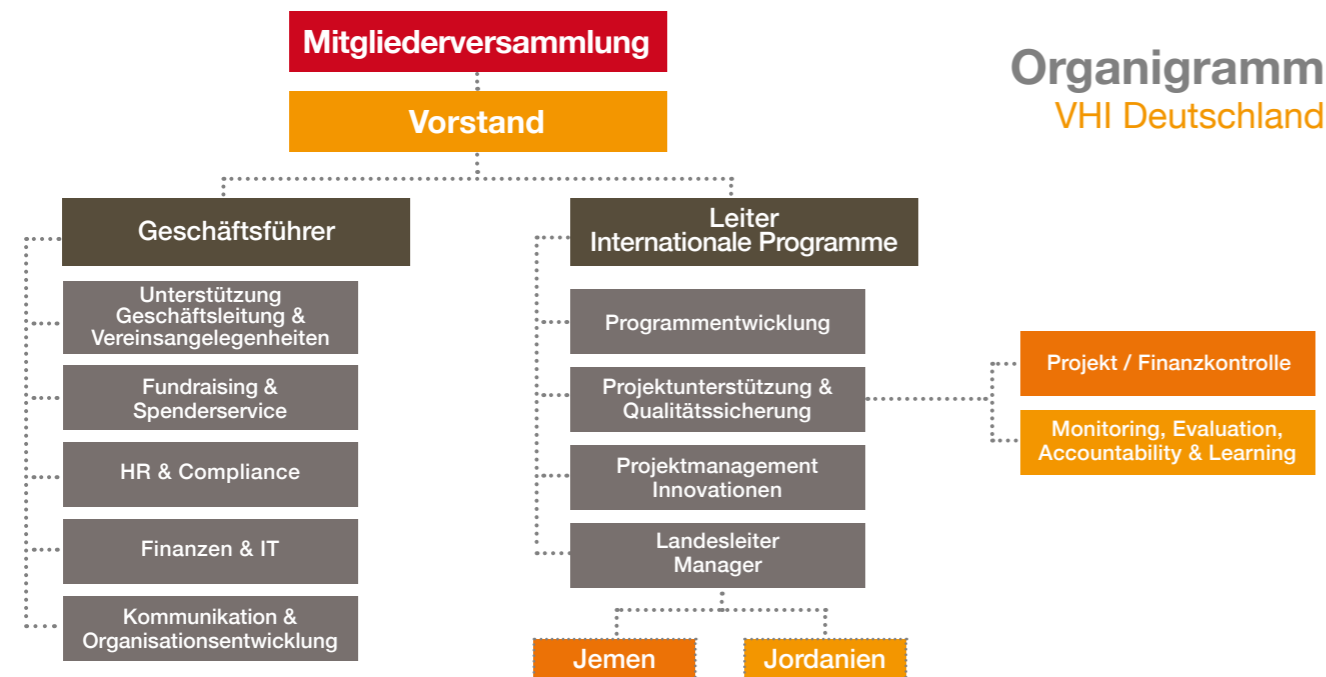 Mitgliederversammlung
Organigramm
VHI Deutschland
Vorstand
Geschäftsführer
Unterstützung
Geschäftsleitung &
Vereinsangelegenheiten
Fundraising &
Spenderservice
HR & Compliance
Finanzen & IT
Kommunikation &
Organisationsentwicklung
Leiter
Internationale Programme
Programmentwicklung
Projektunterstützung &
Qualitätssicherung
Projekt / Finanzkontrolle
Monitoring, Evaluation,
Accountability & Learning
Projektmanagement
Innovationen
Landesleiter
Manager
Jemen
Jordanien